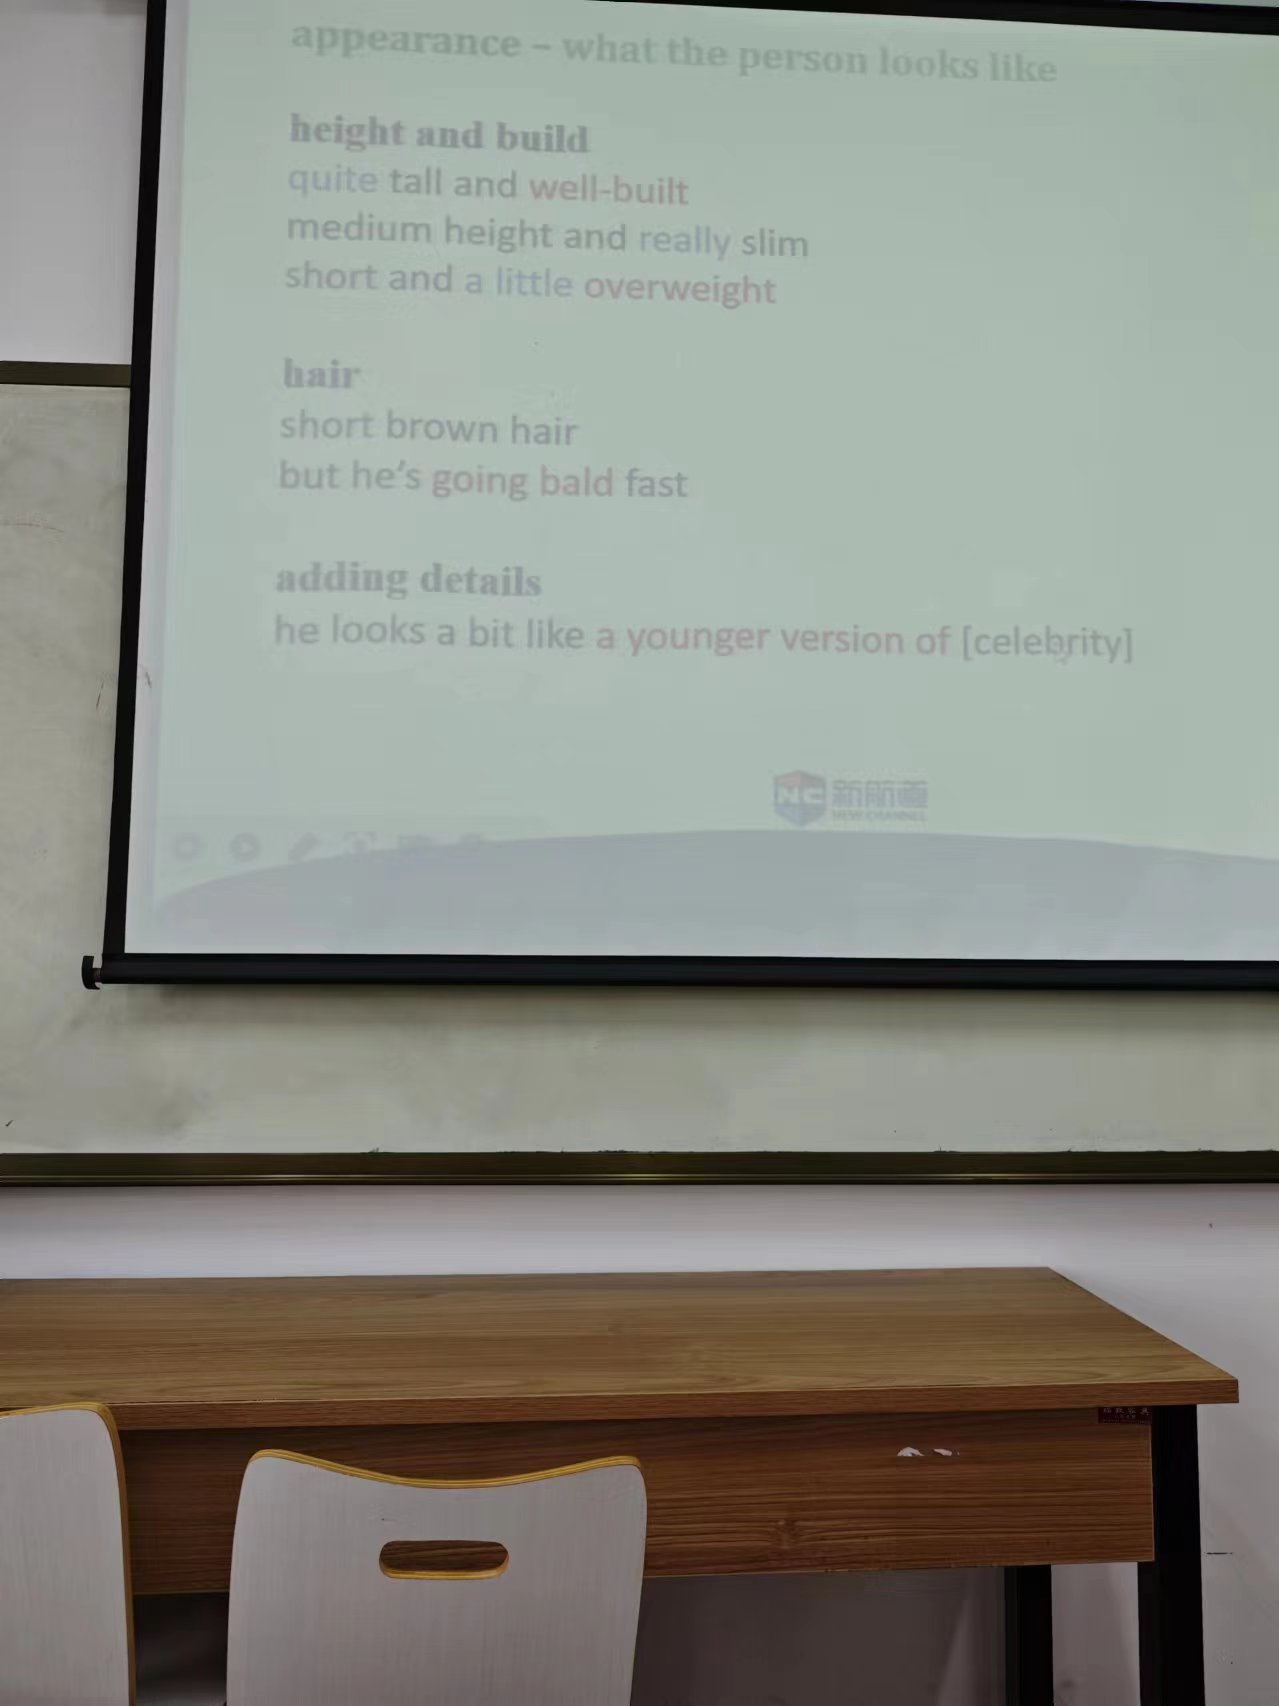 appearance – what the person looks like
height and build
quite tall and well-built
medium height and really slim
short and a little overweight
hair
short brown hair
but he's going bald fast
adding details
he looks a bit like a younger version of [celebrity]
NC 新航道
NEW CHANNEL